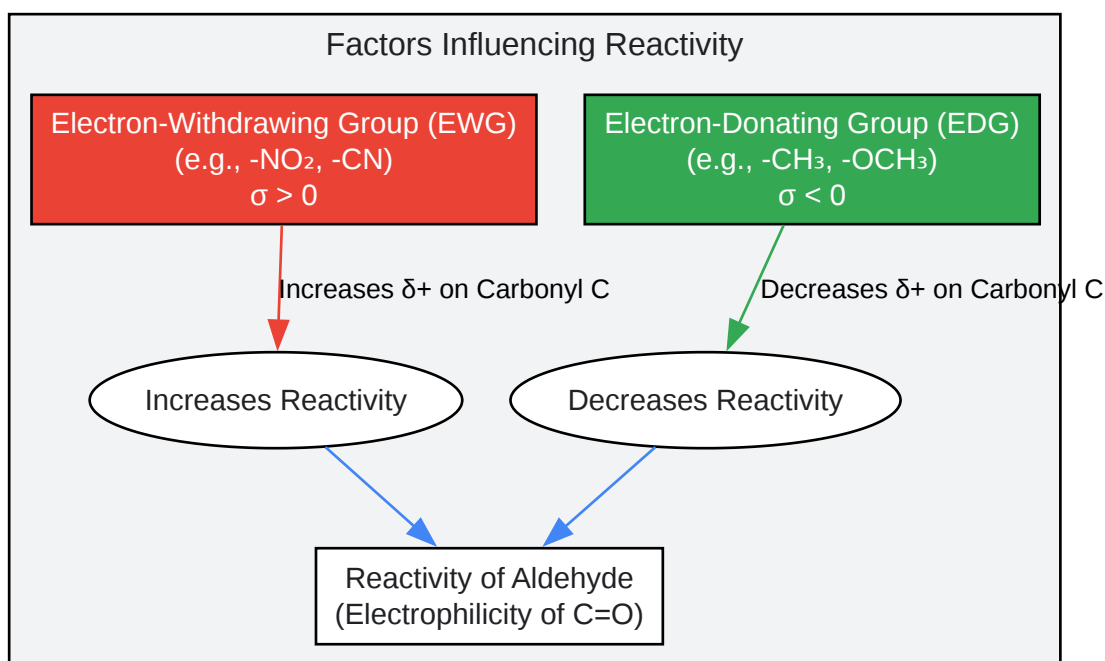 Factors Influencing Reactivity
Electron-Withdrawing Group (EWG)
(e.g., -NO₂, -CN)
σ > 0
Electron-Donating Group (EDG)
(e.g., -CH₃, -OCH₃)
σ < 0
Increases δ+ on Carbonyl C
Decreases δ+ on Carbonyl C
Increases Reactivity
Decreases Reactivity
Reactivity of Aldehyde
(Electrophilicity of C=O)